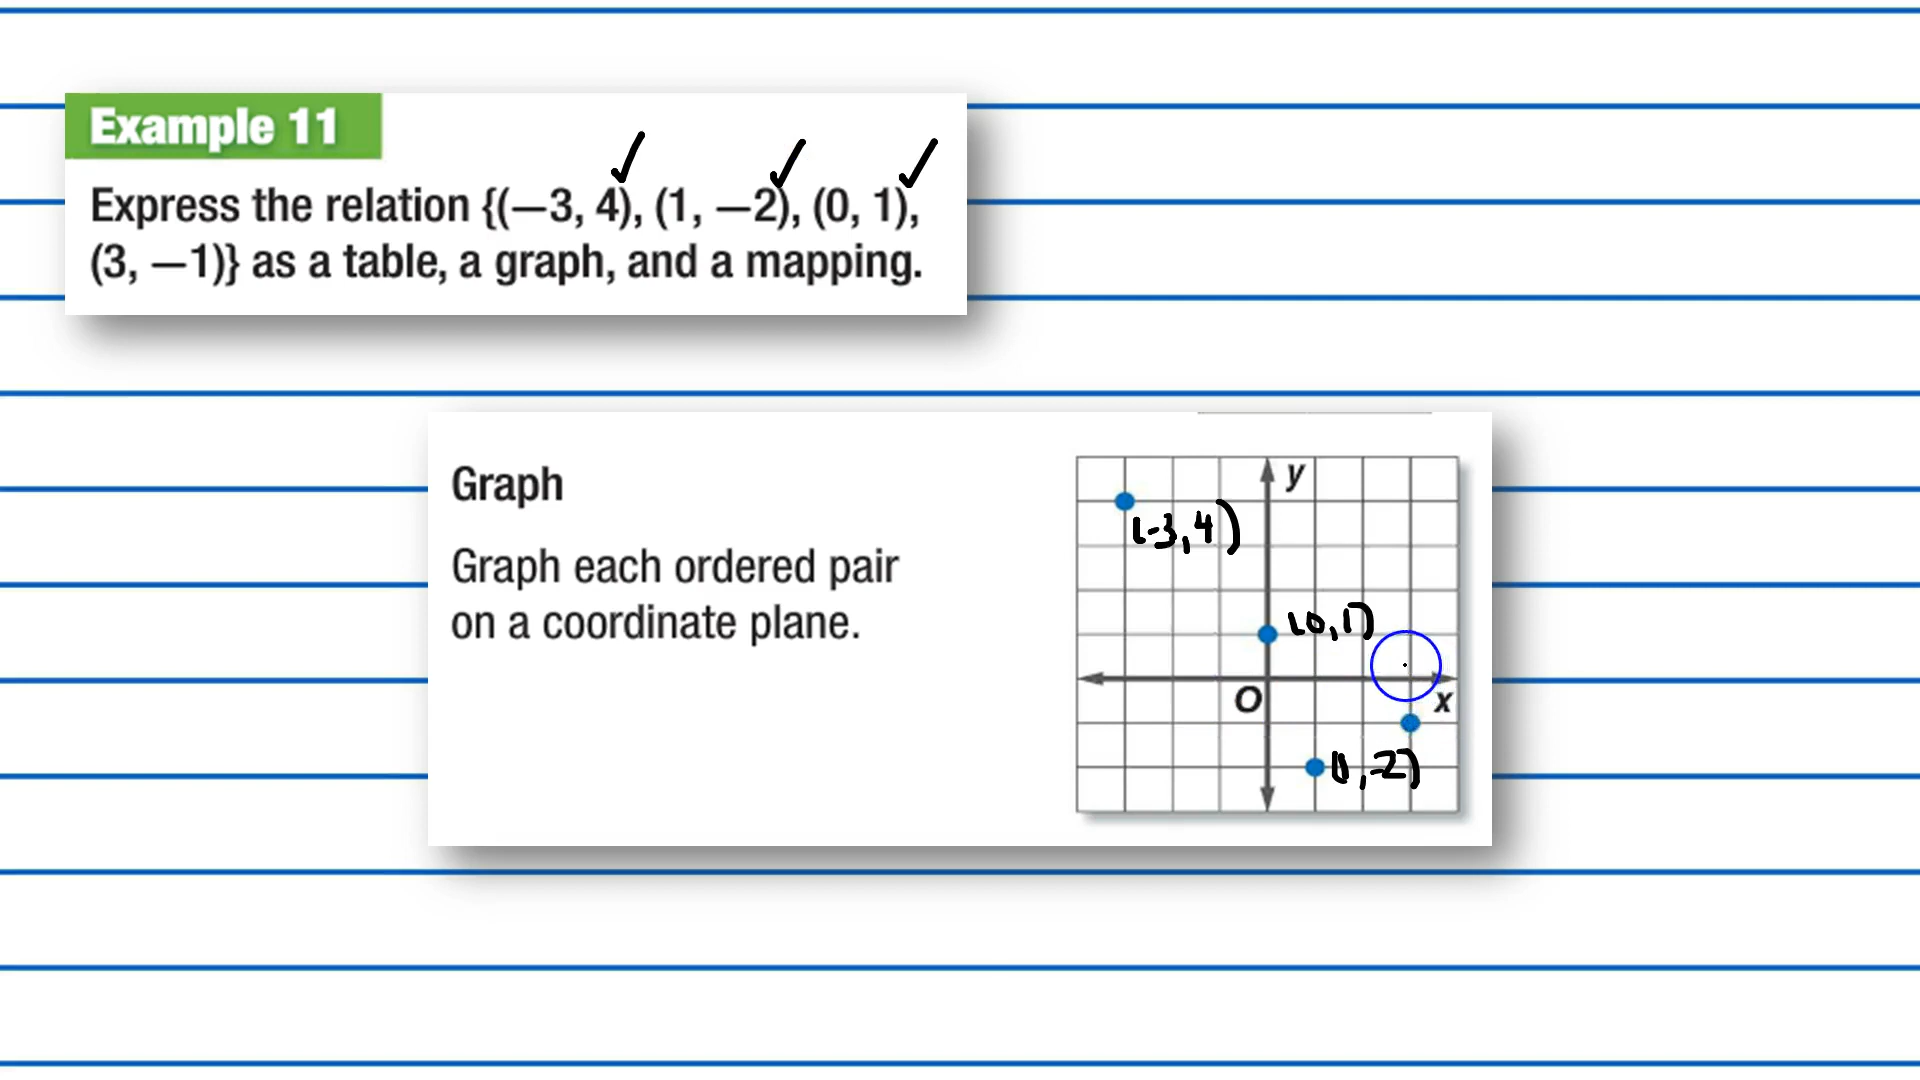 Example 11
Express the relation {(—3, 4), (1, —2), (0, 1),
(3, —1)} as a table, a graph, and a mapping.
Graph
Graph each ordered pair
on a coordinate plane.
y
(-3,4)
(0,1)
O
x
(1,-2)